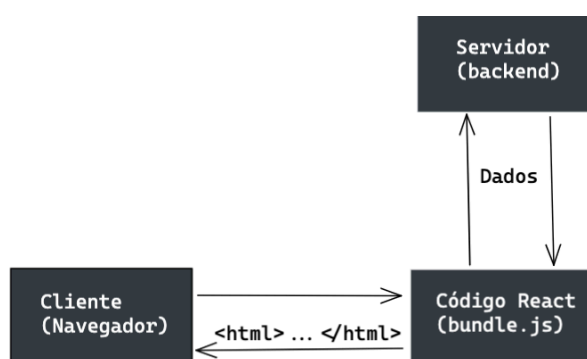 Servidor
(backend)
Dados
Cliente
(Navegador)
<html> ... </html>
Código React
(bundle.js)